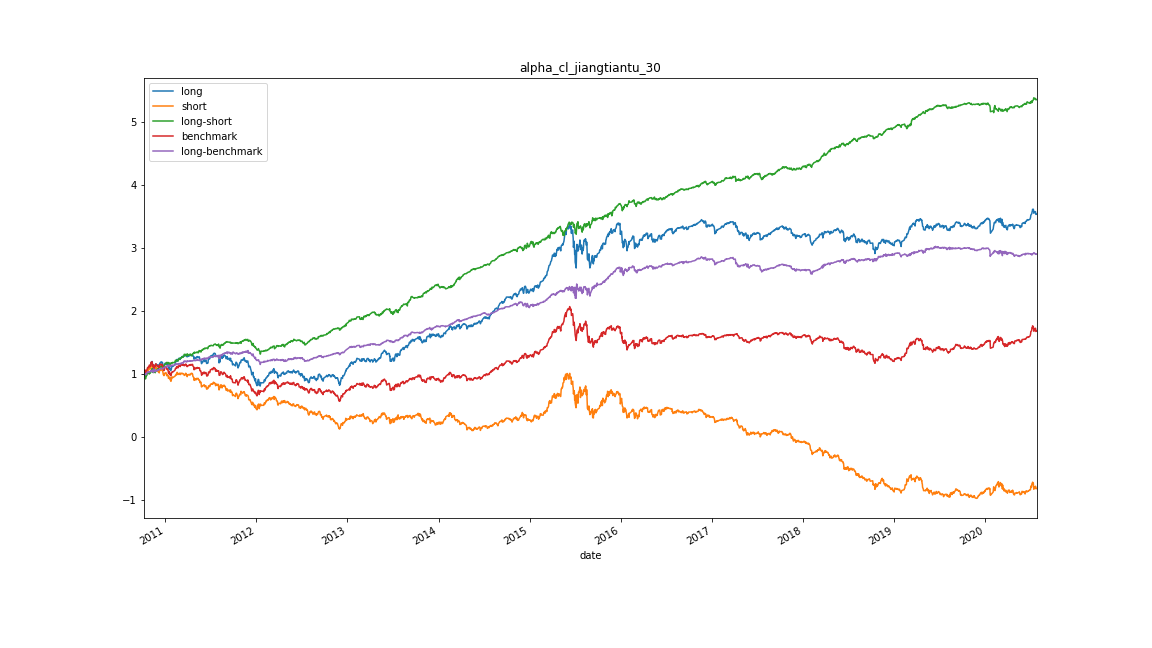 alpha_cl_jiangtiantu_30
long
short
long-short
benchmark
long-benchmark
5
4
3
2
1
0
−1
2011 2012 2013 2014 2015 2016 2017 2018 2019 2020
date